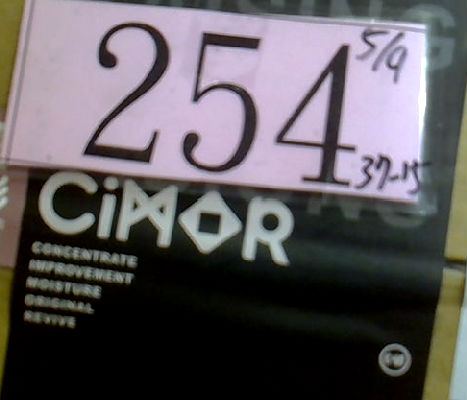 254
5/9
37-15
CiMOR
CONCENTRATE
IMPROVEMENT
MOISTURE
ORIGINAL
REVIVE